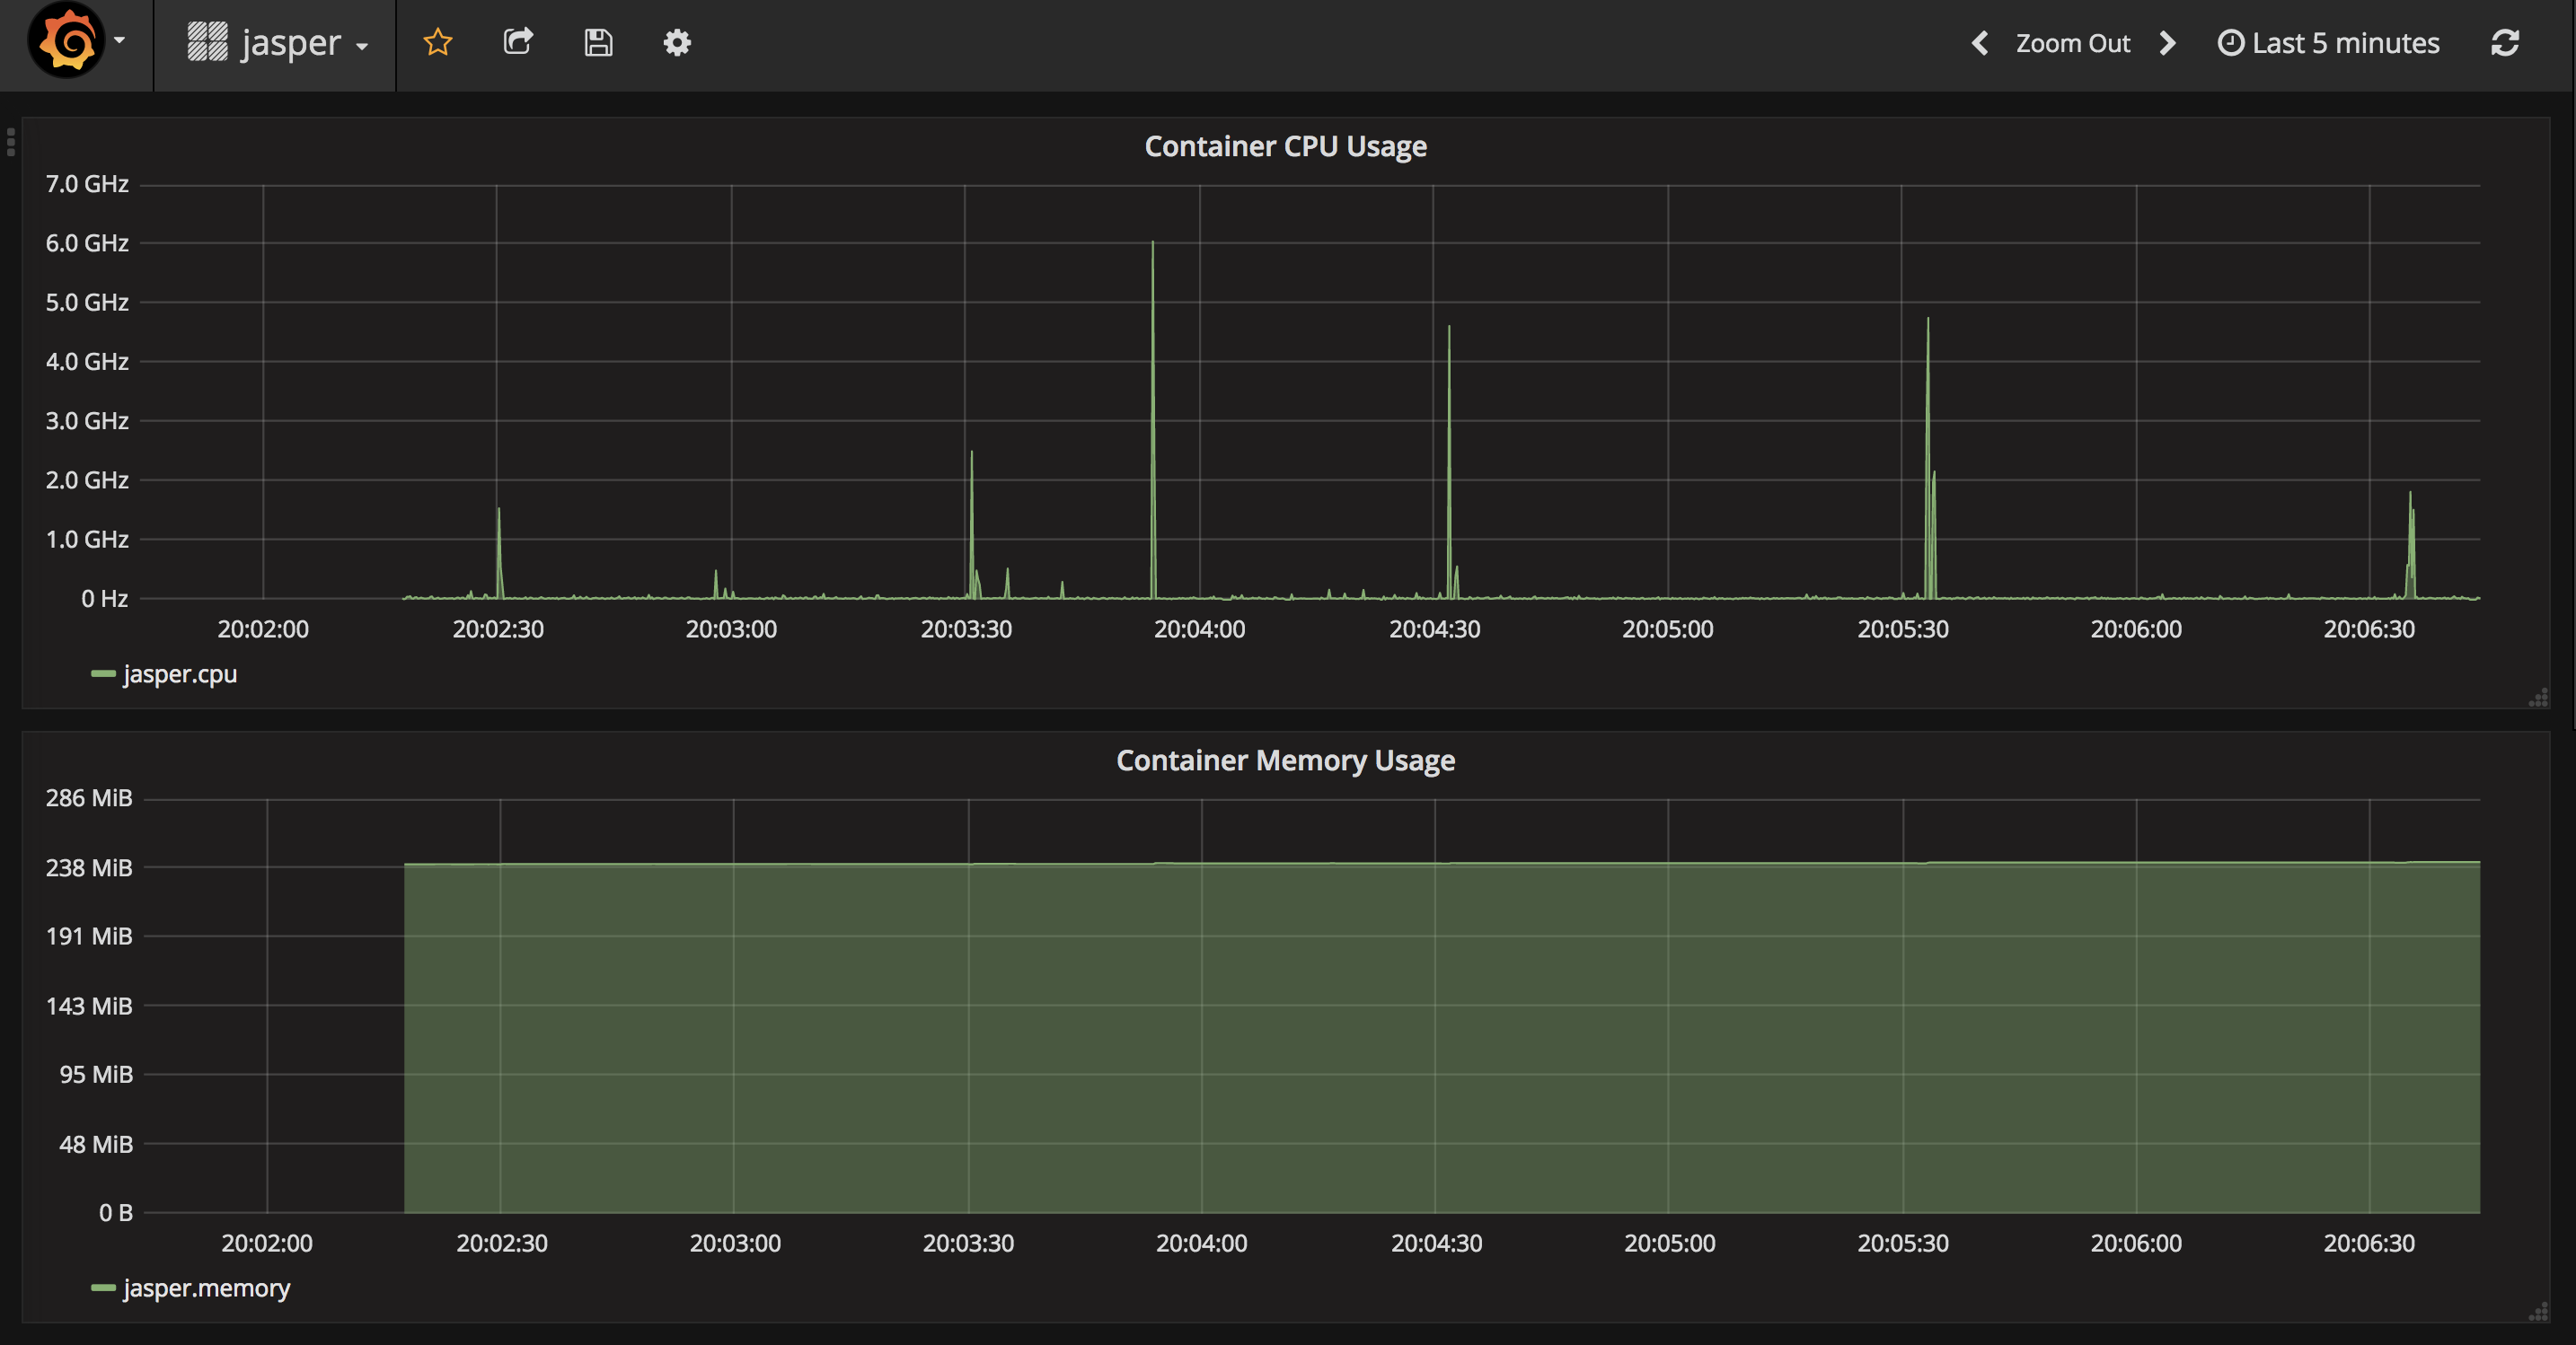 jasper
Zoom Out
Last 5 minutes
Container CPU Usage
7.0 GHz
6.0 GHz
5.0 GHz
4.0 GHz
3.0 GHz
2.0 GHz
1.0 GHz
0 Hz
20:02:00 20:02:30 20:03:00 20:03:30 20:04:00 20:04:30 20:05:00 20:05:30 20:06:00 20:06:30
jasper.cpu
Container Memory Usage
286 MiB
238 MiB
191 MiB
143 MiB
95 MiB
48 MiB
0 B
20:02:00 20:02:30 20:03:00 20:03:30 20:04:00 20:04:30 20:05:00 20:05:30 20:06:00 20:06:30
jasper.memory